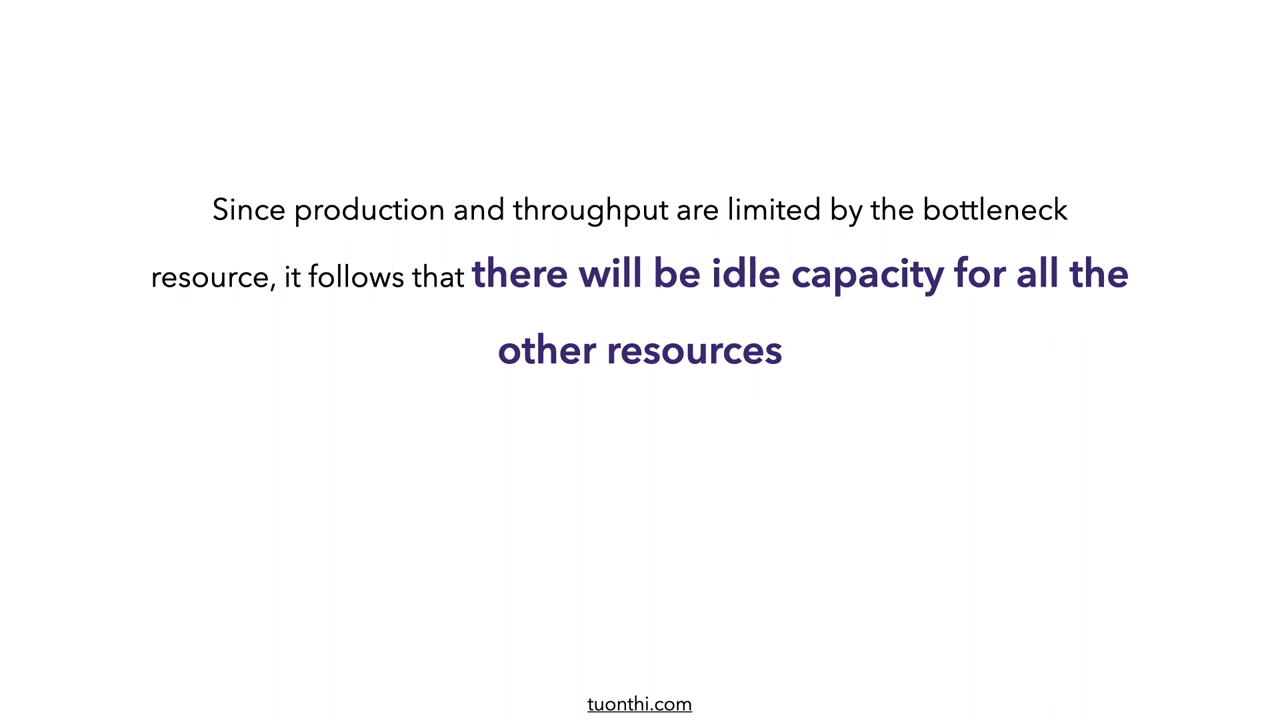 Since production and throughput are limited by the bottleneck
resource, it follows that there will be idle capacity for all the
other resources
tuonthi.com